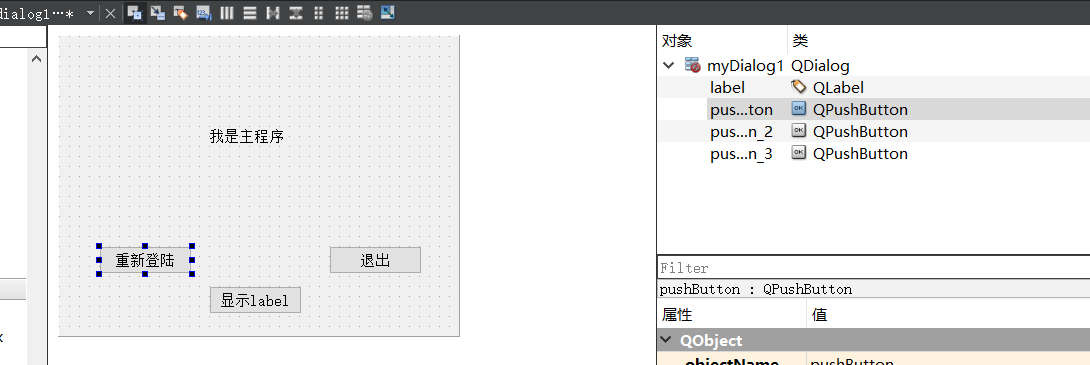 dialog1…*
对象 类
myDialog1 QDialog
label QLabel
pus...ton QPushButton
pus...n_2 QPushButton
pus...n_3 QPushButton
我是主程序
重新登陆
退出
显示label
Filter
pushButton : QPushButton
属性 值
QObject
objectName pushButton